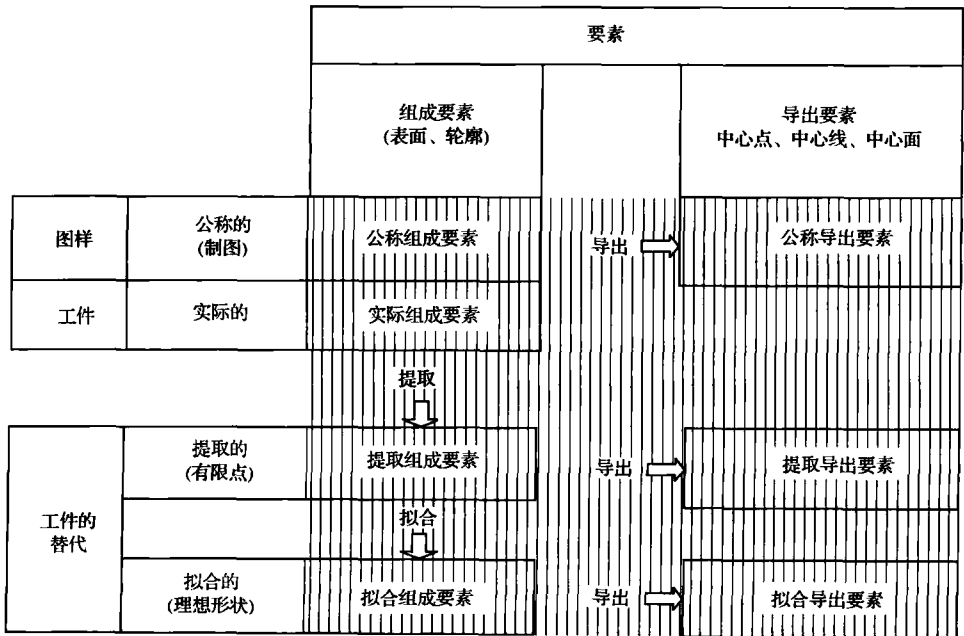 要素
组成要素
(表面、轮廓)
导出要素
中心点、中心线、中心面
图样
公称的
(制图)
公称组成要素
导出
公称导出要素
工件
实际的
实际组成要素
提取
提取的
(有限点)
提取组成要素
导出
提取导出要素
工件的
替代
拟合
拟合的
(理想形状)
拟合组成要素
导出
拟合导出要素